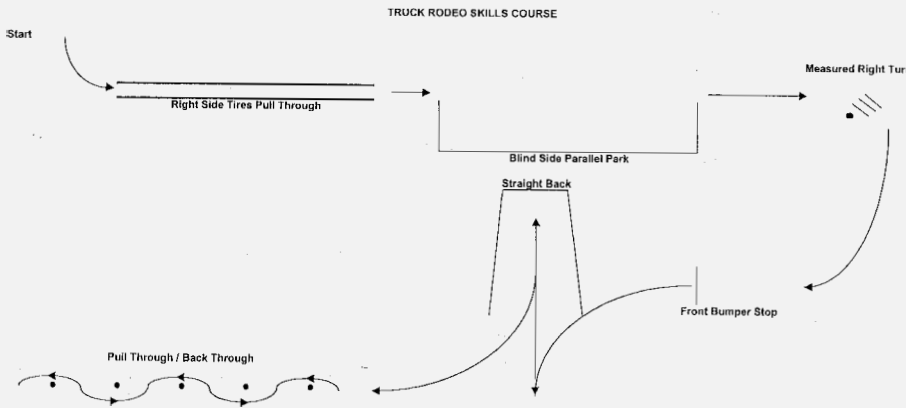 TRUCK RODEO SKILLS COURSE
Start
Measured Right Tur
Right Side Tires Pull Through
Blind Side Parallel Park
Straight Back
Front Bumper Stop
Pull Through / Back Through